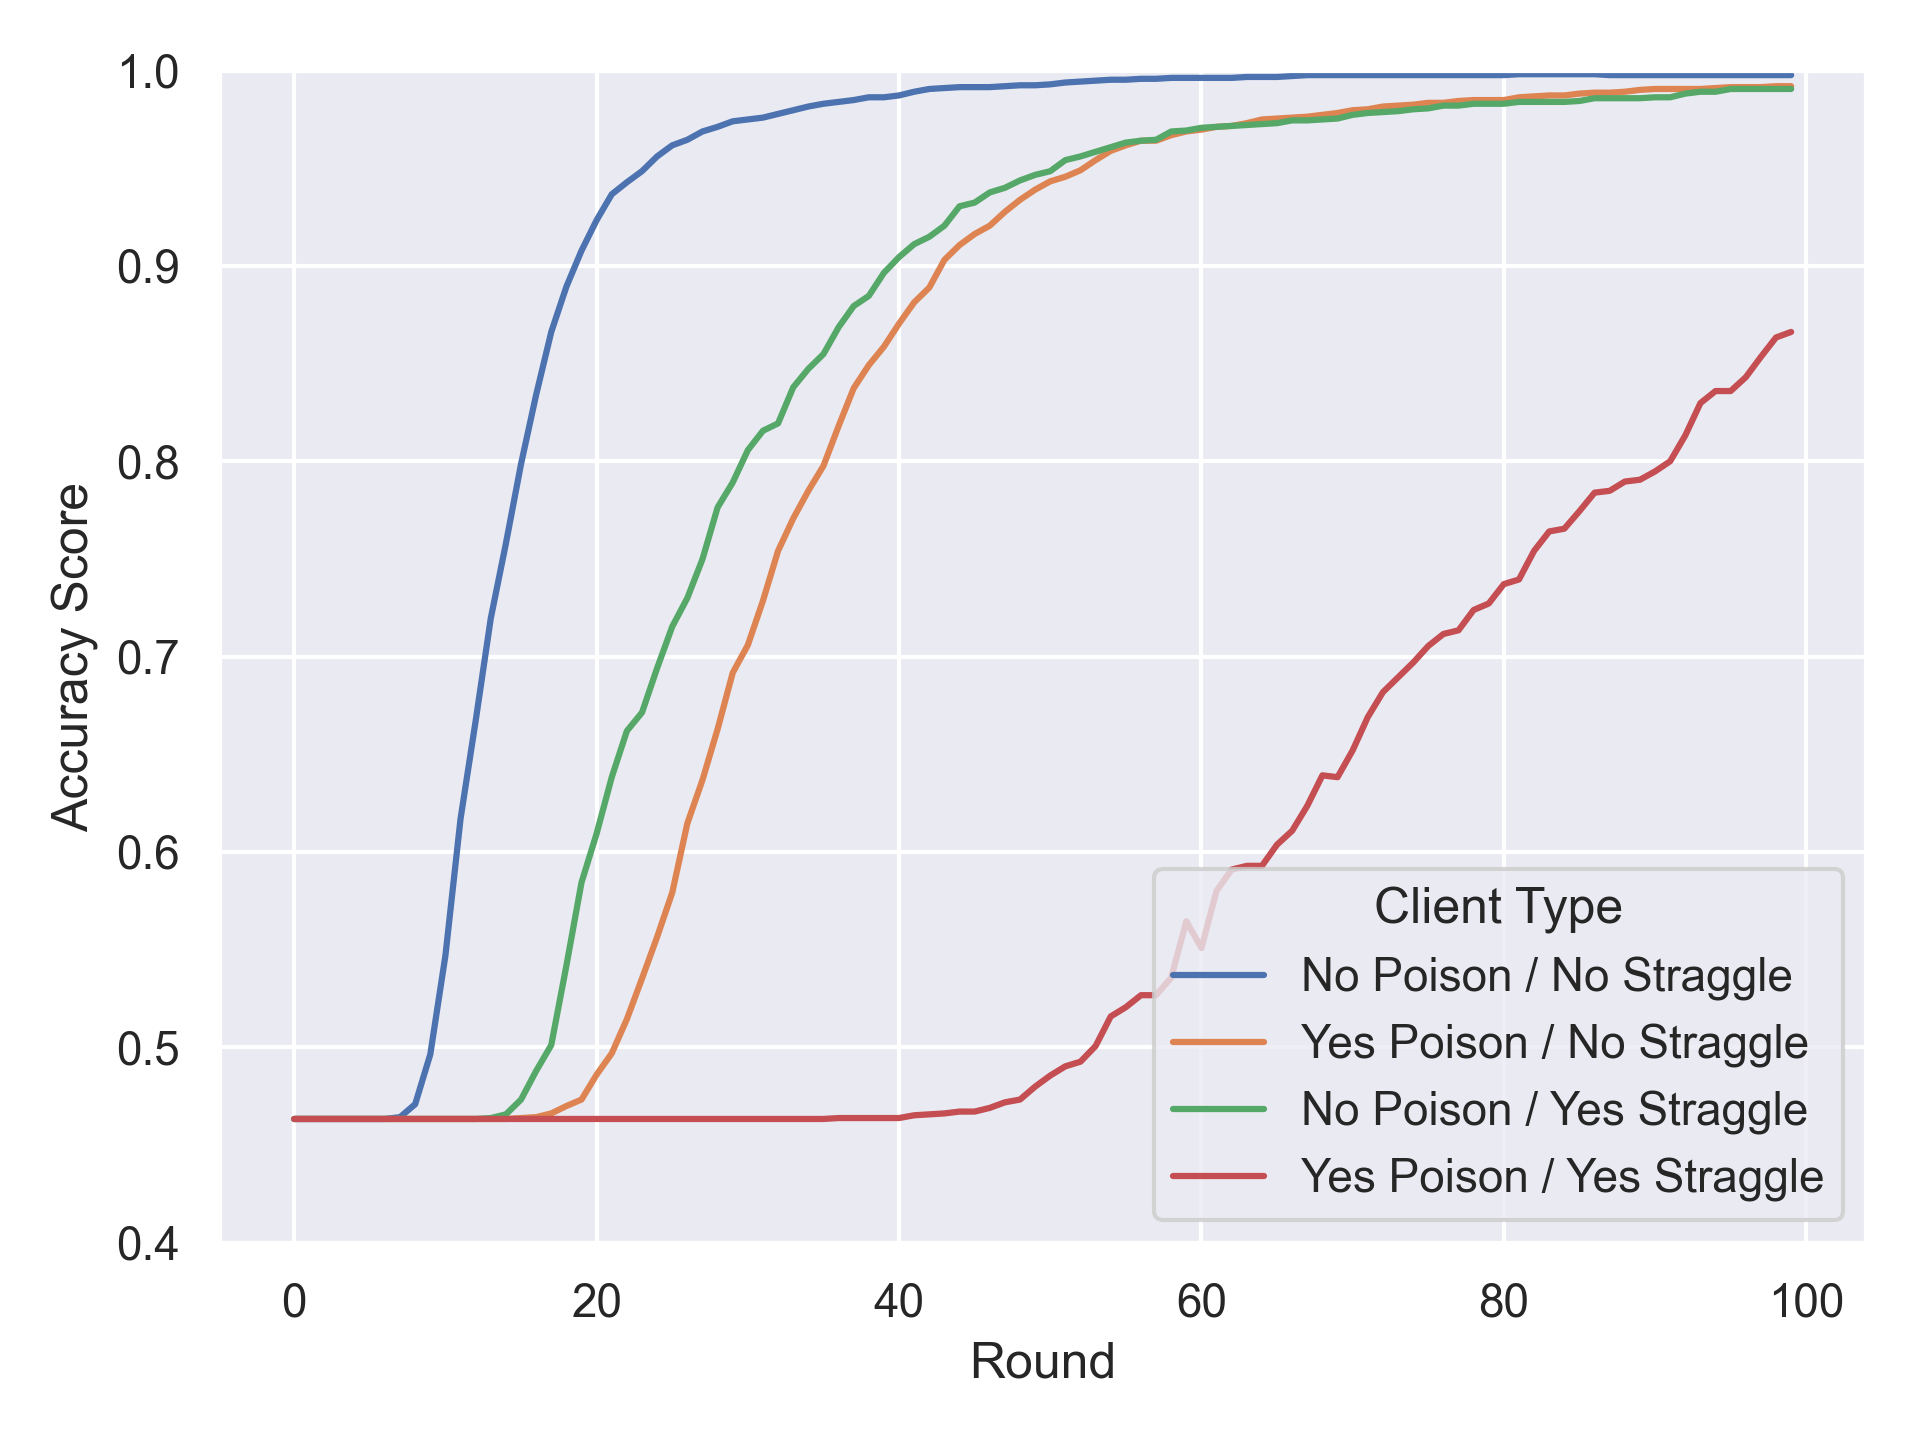 1.0
0.9
0.8
0.7
0.6
0.5
0.4
Accuracy Score
0 20 40 60 80 100
Round
Client Type
No Poison / No Straggle
Yes Poison / No Straggle
No Poison / Yes Straggle
Yes Poison / Yes Straggle